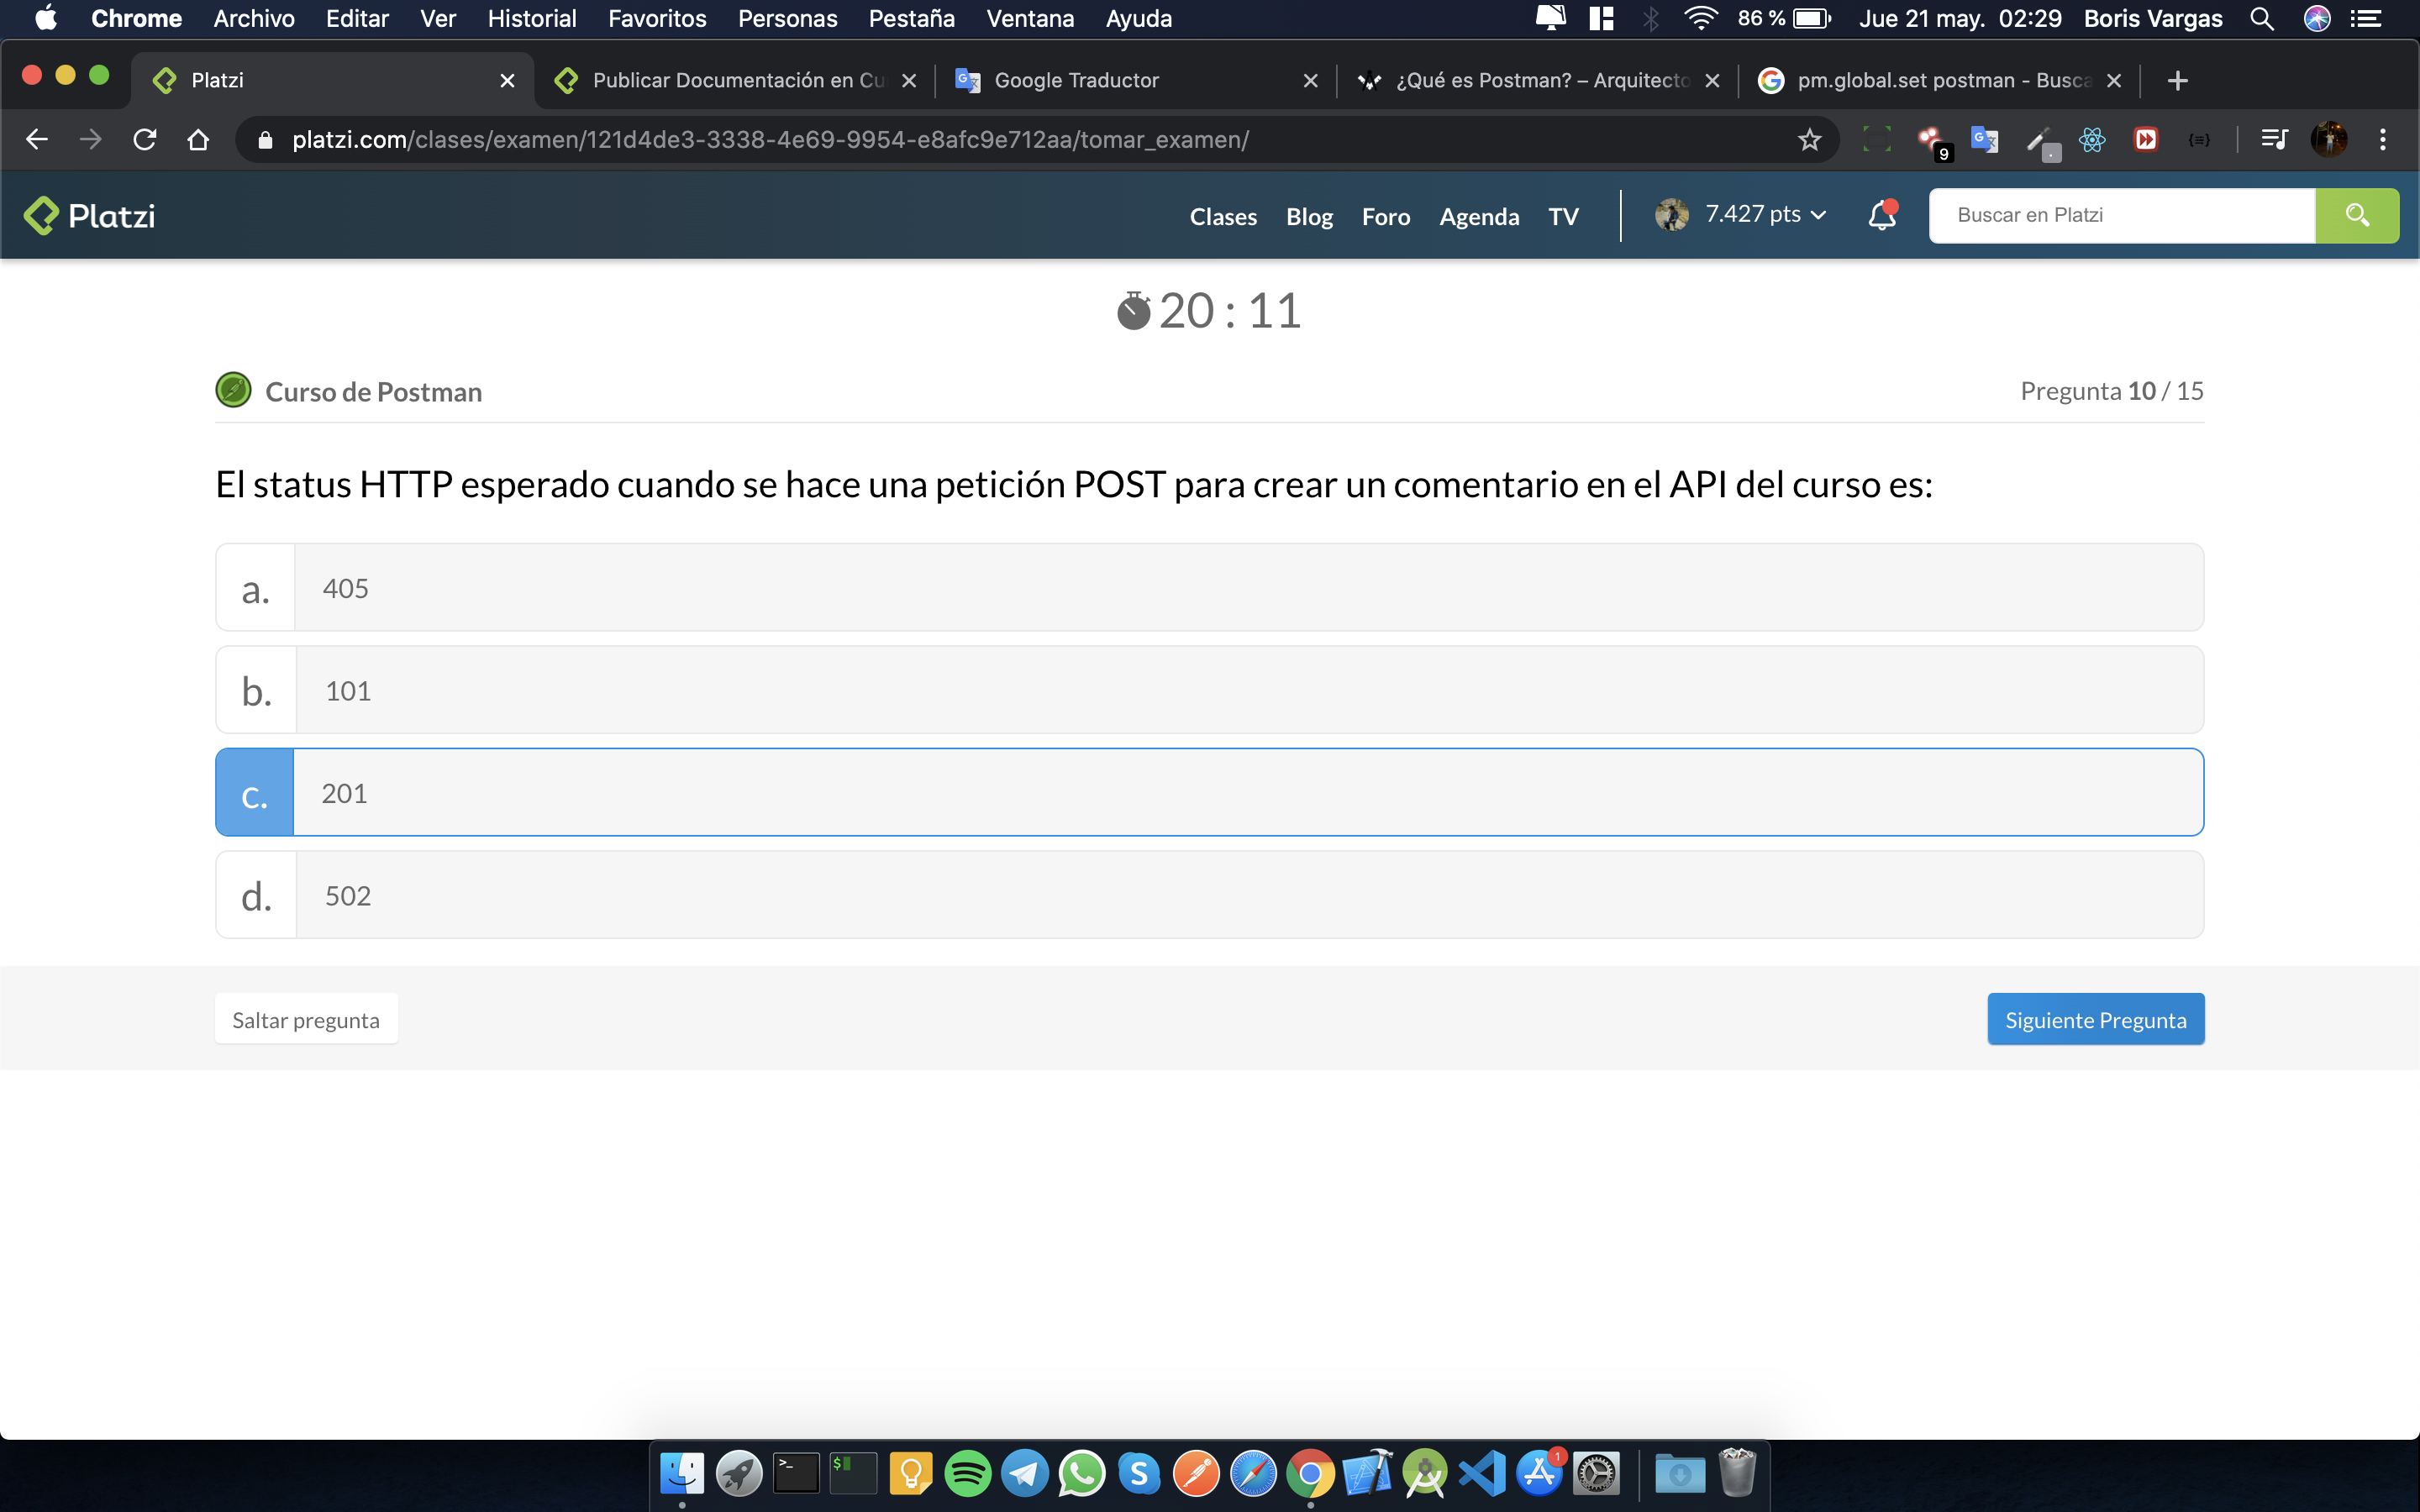 Chrome Archivo Editar Ver Historial Favoritos Personas Pestaña Ventana Ayuda 86 % Jue 21 may. 02:29 Boris Vargas
Platzi Publicar Documentación en Cu Google Traductor ¿Qué es Postman? – Arquitecto pm.global.set postman - Busca
platzi.com/clases/examen/121d4de3-3338-4e69-9954-e8afc9e712aa/tomar_examen/ 9
Platzi Clases Blog Foro Agenda TV 7.427 pts Buscar en Platzi
20 : 11
Curso de Postman Pregunta 10 / 15
El status HTTP esperado cuando se hace una petición POST para crear un comentario en el API del curso es:
a. 405
b. 101
c. 201
d. 502
Saltar pregunta Siguiente Pregunta
1